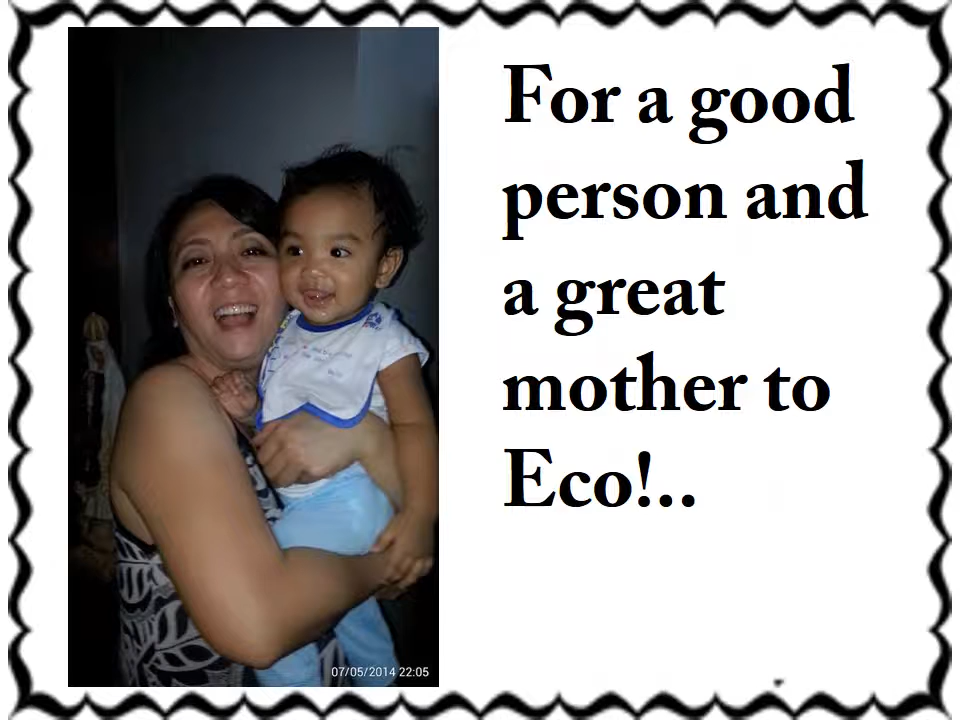 For a good
person and
a great
mother to
Eco!..
07/05/2014 22:05